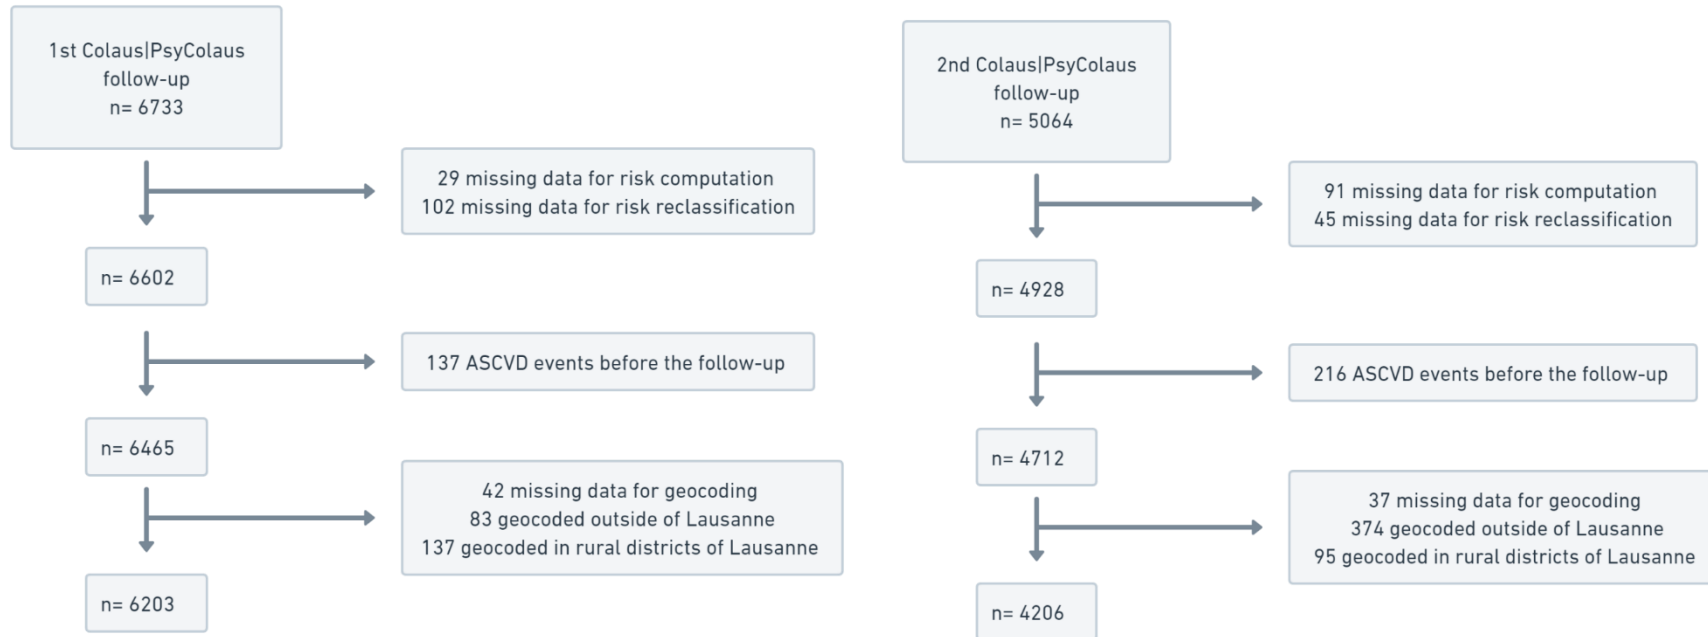 1st Colaus|PsyColaus
follow-up
n= 6733
29 missing data for risk computation
102 missing data for risk reclassification
n= 6602
137 ASCVD events before the follow-up
n= 6465
42 missing data for geocoding
83 geocoded outside of Lausanne
137 geocoded in rural districts of Lausanne
n= 6203
2nd Colaus|PsyColaus
follow-up
n= 5064
91 missing data for risk computation
45 missing data for risk reclassification
n= 4928
216 ASCVD events before the follow-up
n= 4712
37 missing data for geocoding
374 geocoded outside of Lausanne
95 geocoded in rural districts of Lausanne
n= 4206